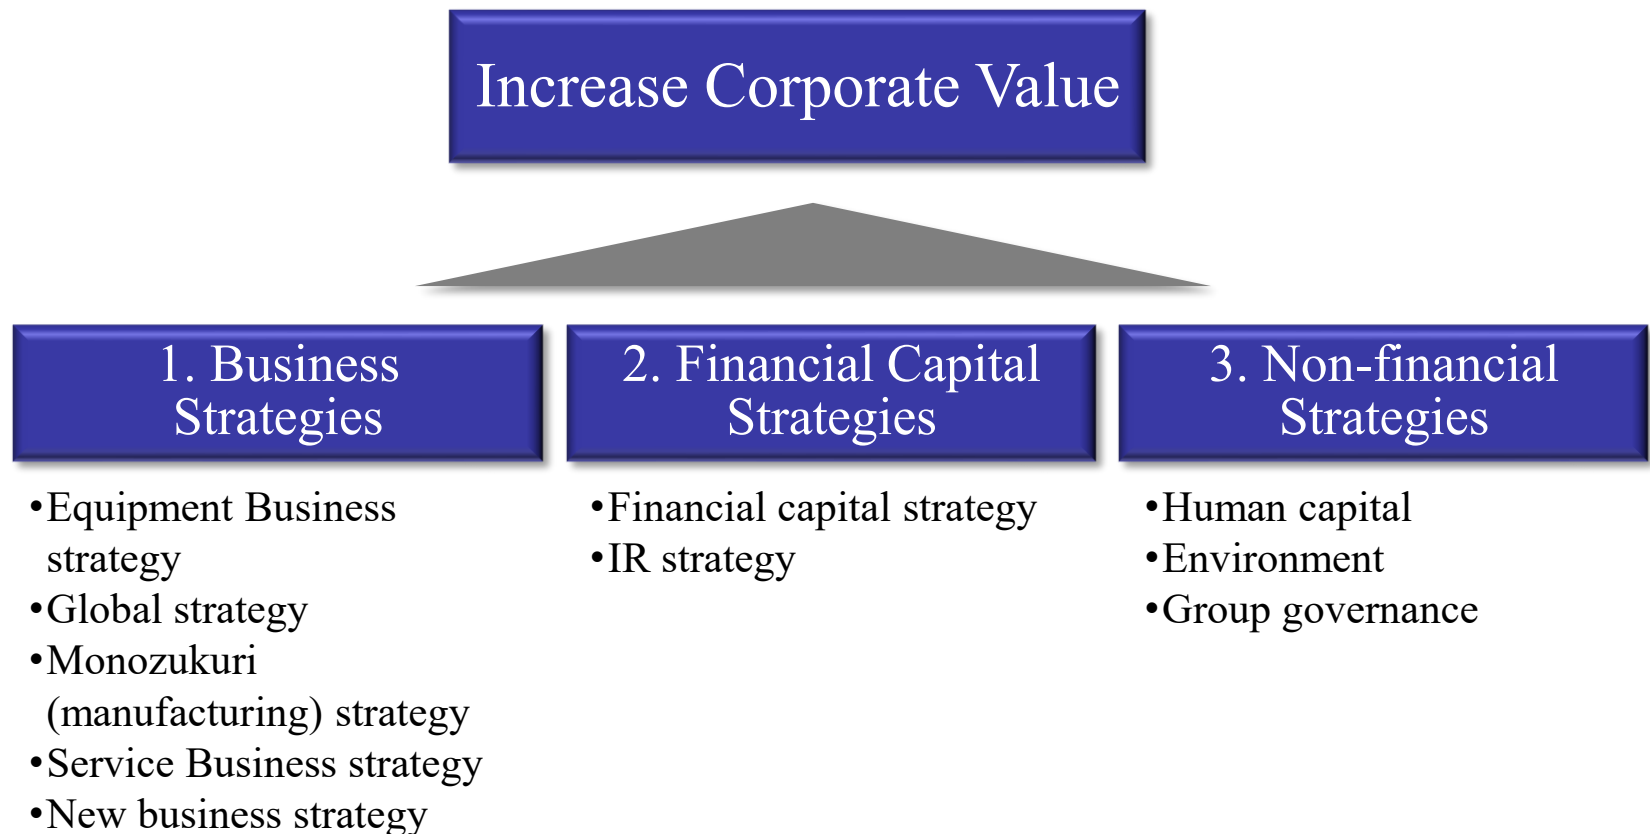 Increase Corporate Value
1. Business
Strategies
•Equipment Business
strategy
•Global strategy
•Monozukuri
(manufacturing) strategy
•Service Business strategy
•New business strategy
2. Financial Capital
Strategies
•Financial capital strategy
•IR strategy
3. Non-financial
Strategies
•Human capital
•Environment
•Group governance